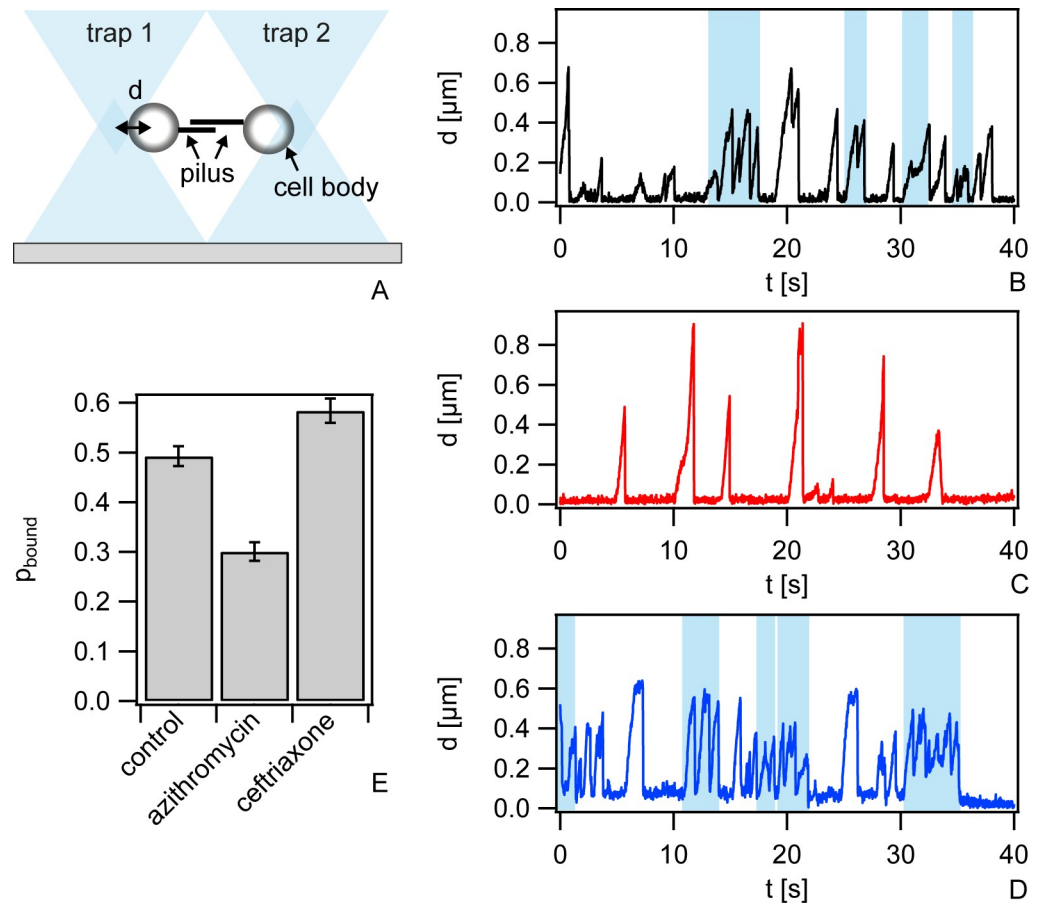 trap 1
trap 2
d
pilus
cell body
A
d [µm]
0.8
0.6
0.4
0.2
0.0
0 10 20 30 40
t [s]
B
d [µm]
0.8
0.6
0.4
0.2
0.0
0 10 20 30 40
t [s]
C
d [µm]
0.8
0.6
0.4
0.2
0.0
0 10 20 30 40
t [s]
D
pbound
0.6
0.5
0.4
0.3
0.2
0.1
0.0
control
azithromycin
ceftriaxone
E